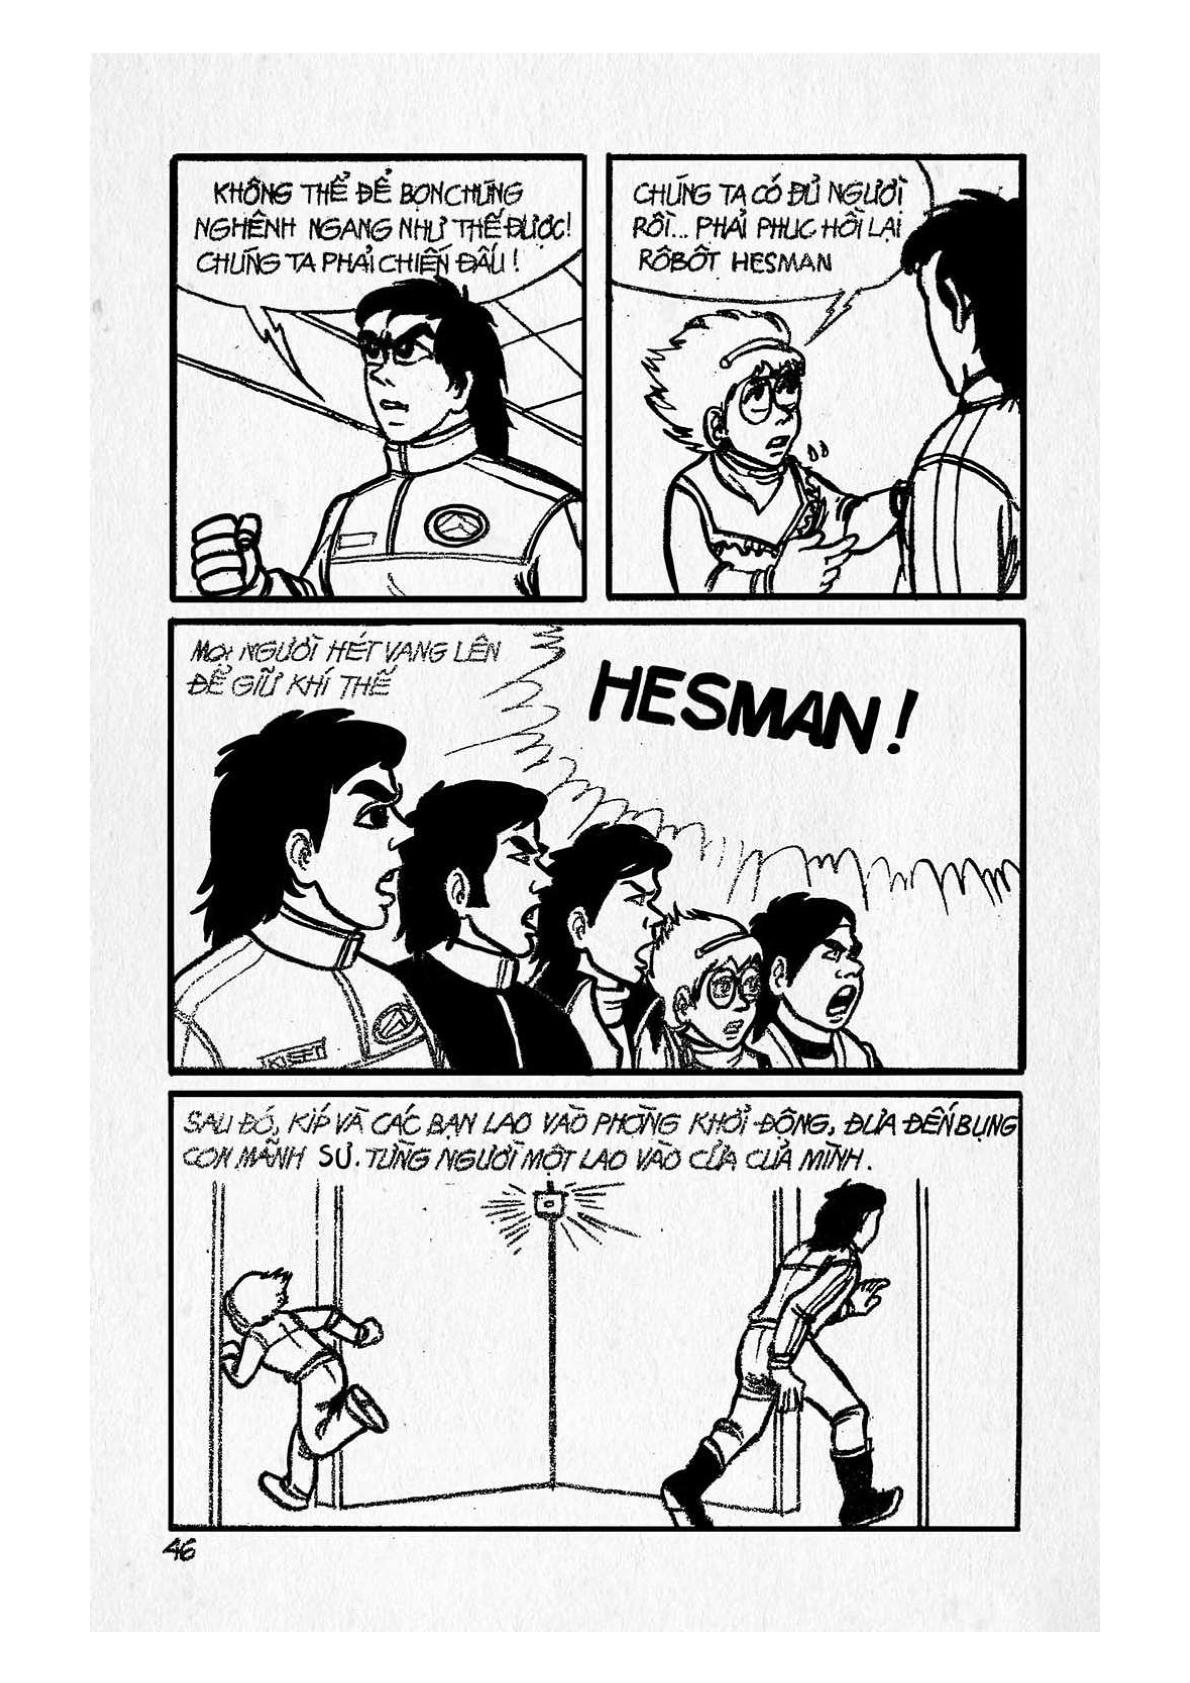 KHÔNG THỂ ĐỂ BỌN CHÚNG
NGHÊNH NGANG NHƯ THẾ ĐƯỢC!
CHÚNG TA PHẢI CHIẾN ĐẤU!
CHÚNG TA CÓ ĐỦ NGƯỜI
RỒI... PHẢI PHỤC HỒI LẠI
RÔBÔT HESMAN
MỌI NGƯỜI HÉT VANG LÊN
ĐỂ GIỮ KHÍ THẾ
HESMAN!
SAU ĐÓ, KÍP VÀ CÁC BẠN LAO VÀO PHÒNG KHỞI ĐỘNG, ĐƯA ĐẾN BỤNG
CON MÃNH SƯ. TỪNG NGƯỜI MỘT LAO VÀO CỬA CỦA MÌNH.
46